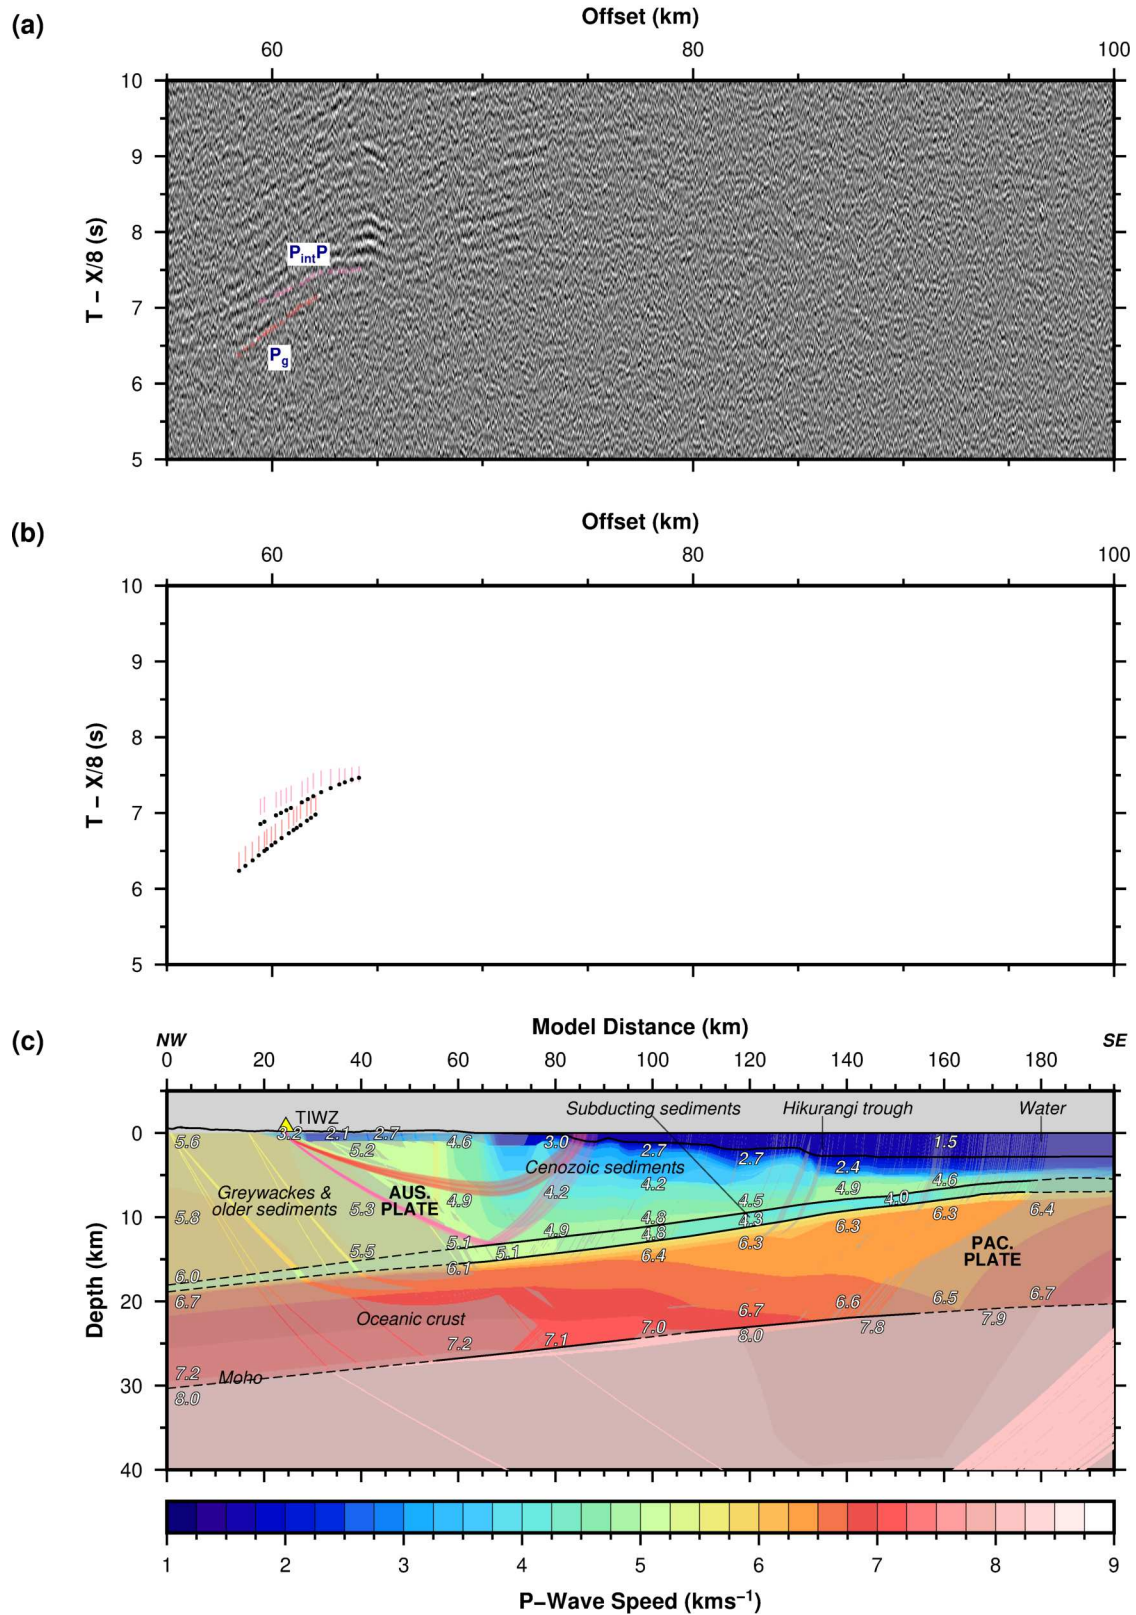 (a)
Offset (km)
60 80 100
10
9
8
7
6
5
T − X/8 (s)
PintP
Pg
(b)
Offset (km)
60 80 100
10
9
8
7
6
5
T − X/8 (s)
(c)
Model Distance (km)
NW SE
0 20 40 60 80 100 120 140 160 180
TIWZ Subducting sediments Hikurangi trough Water
0
10
20
30
40
Depth (km)
5.6 3.2 2.1 2.7 4.6 3.0 1.5
5.2 2.7 2.7 2.4
Cenozoic sediments
Greywackes &
older sediments
AUS.
PLATE
4.9 4.2 4.2 4.5 4.9 4.0 4.6
5.8 5.3 5.1 4.9 4.8 4.3 6.3 6.3 6.4
5.5 5.1 4.8
6.0 6.1 6.4 6.3
PAC.
PLATE
6.7 6.7 6.6 6.5 6.7
Oceanic crust
7.2 7.1 7.0 8.0 7.8 7.9
7.2 Moho
8.0
1 2 3 4 5 6 7 8 9
P−Wave Speed (kms−1)